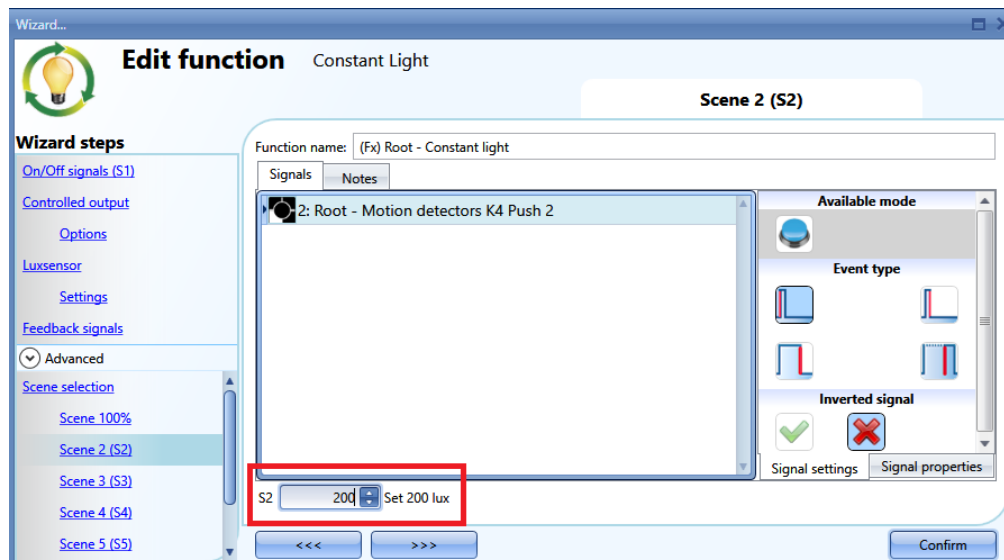 Wizard...
Edit function Constant Light
Scene 2 (S2)
Wizard steps
On/Off signals (S1)
Controlled output
Options
Luxsensor
Settings
Feedback signals
Advanced
Scene selection
Scene 100%
Scene 2 (S2)
Scene 3 (S3)
Scene 4 (S4)
Scene 5 (S5)
Function name: (Fx) Root - Constant light
Signals Notes
2: Root - Motion detectors K4 Push 2
Available mode
Event type
Inverted signal
Signal settings Signal properties
S2 200 Set 200 lux
<<< >>> Confirm